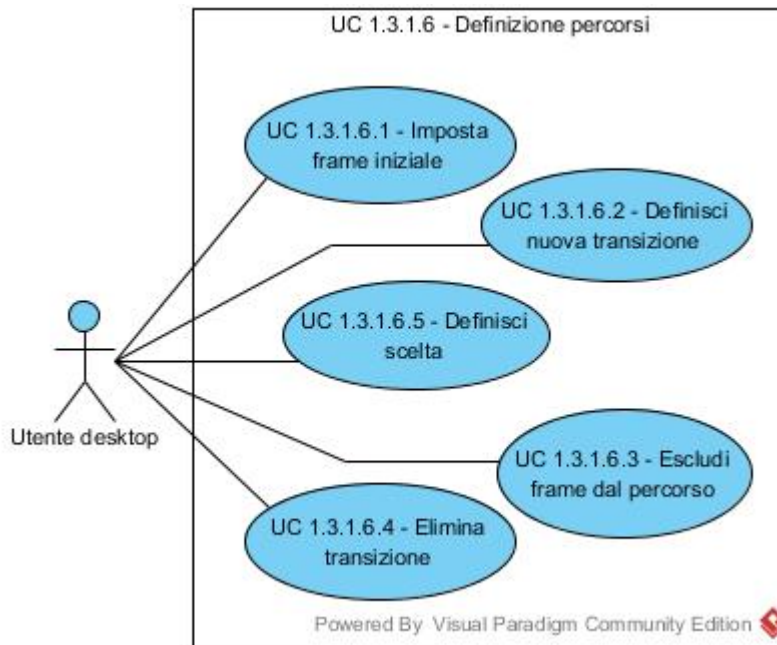 UC 1.3.1.6 - Definizione percorsi
UC 1.3.1.6.1 - Imposta
frame iniziale
UC 1.3.1.6.2 - Definisci
nuova transizione
UC 1.3.1.6.5 - Definisci
scelta
Utente desktop
UC 1.3.1.6.3 - Escludi
frame dal percorso
UC 1.3.1.6.4 - Elimina
transizione
Powered By Visual Paradigm Community Edition